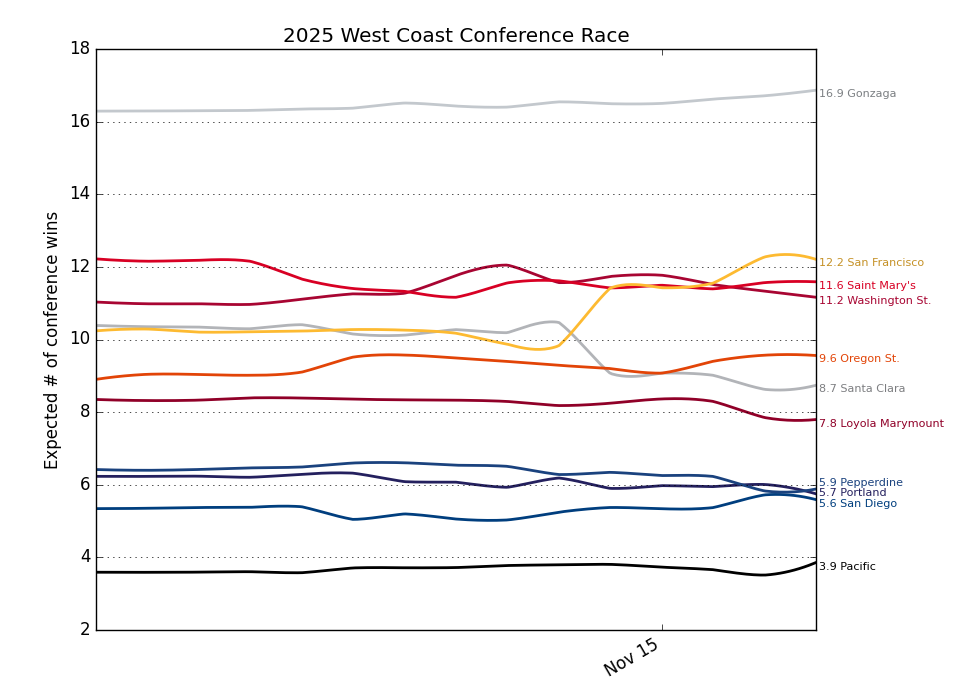 2025 West Coast Conference Race
Expected # of conference wins
18
16
14
12
10
8
6
4
2
16.9 Gonzaga
12.2 San Francisco
11.6 Saint Mary's
11.2 Washington St.
9.6 Oregon St.
8.7 Santa Clara
7.8 Loyola Marymount
5.9 Pepperdine
5.7 Portland
5.6 San Diego
3.9 Pacific
Nov 15